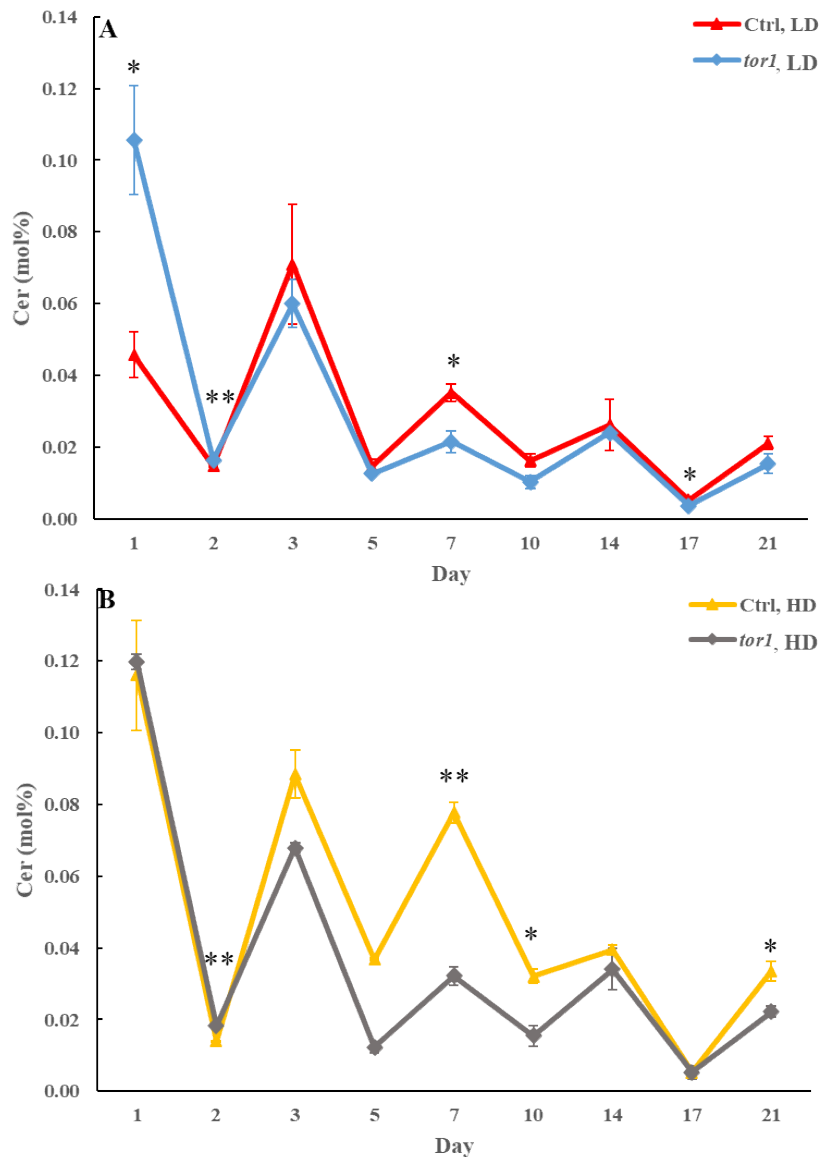 A
Ctrl, LD
tor1, LD
0.14
0.12
0.10
0.08
0.06
0.04
0.02
0.00
Cer (mol%)
*
**
*
*
1 2 3 5 7 10 14 17 21
Day
B
Ctrl, HD
tor1, HD
0.14
0.12
0.10
0.08
0.06
0.04
0.02
0.00
Cer (mol%)
**
**
*
*
1 2 3 5 7 10 14 17 21
Day